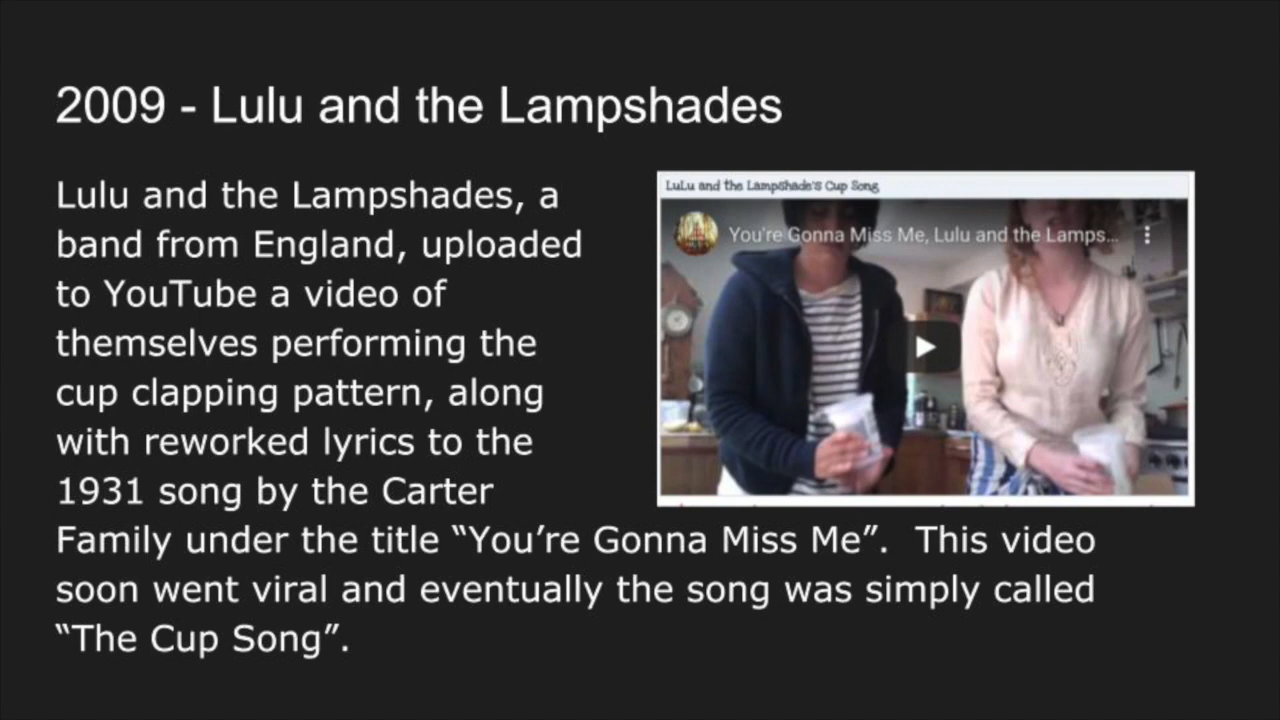 2009 - Lulu and the Lampshades
Lulu and the Lampshades, a
band from England, uploaded
to YouTube a video of
themselves performing the
cup clapping pattern, along
with reworked lyrics to the
1931 song by the Carter
Family under the title “You’re Gonna Miss Me”.  This video
soon went viral and eventually the song was simply called
“The Cup Song”.
LuLu and the Lampshade's Cup Song
You're Gonna Miss Me, Lulu and the Lamps...